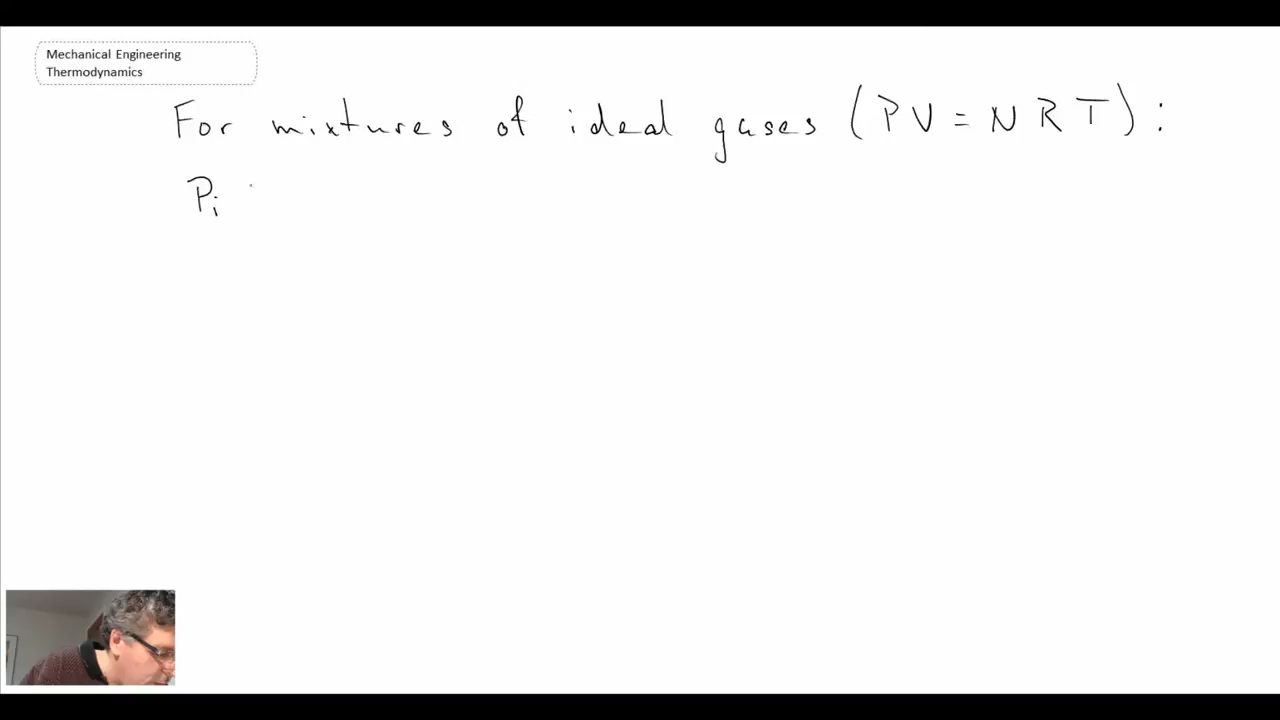 Mechanical Engineering
Thermodynamics
For mixtures of ideal gases (PV = NRT):
Pi